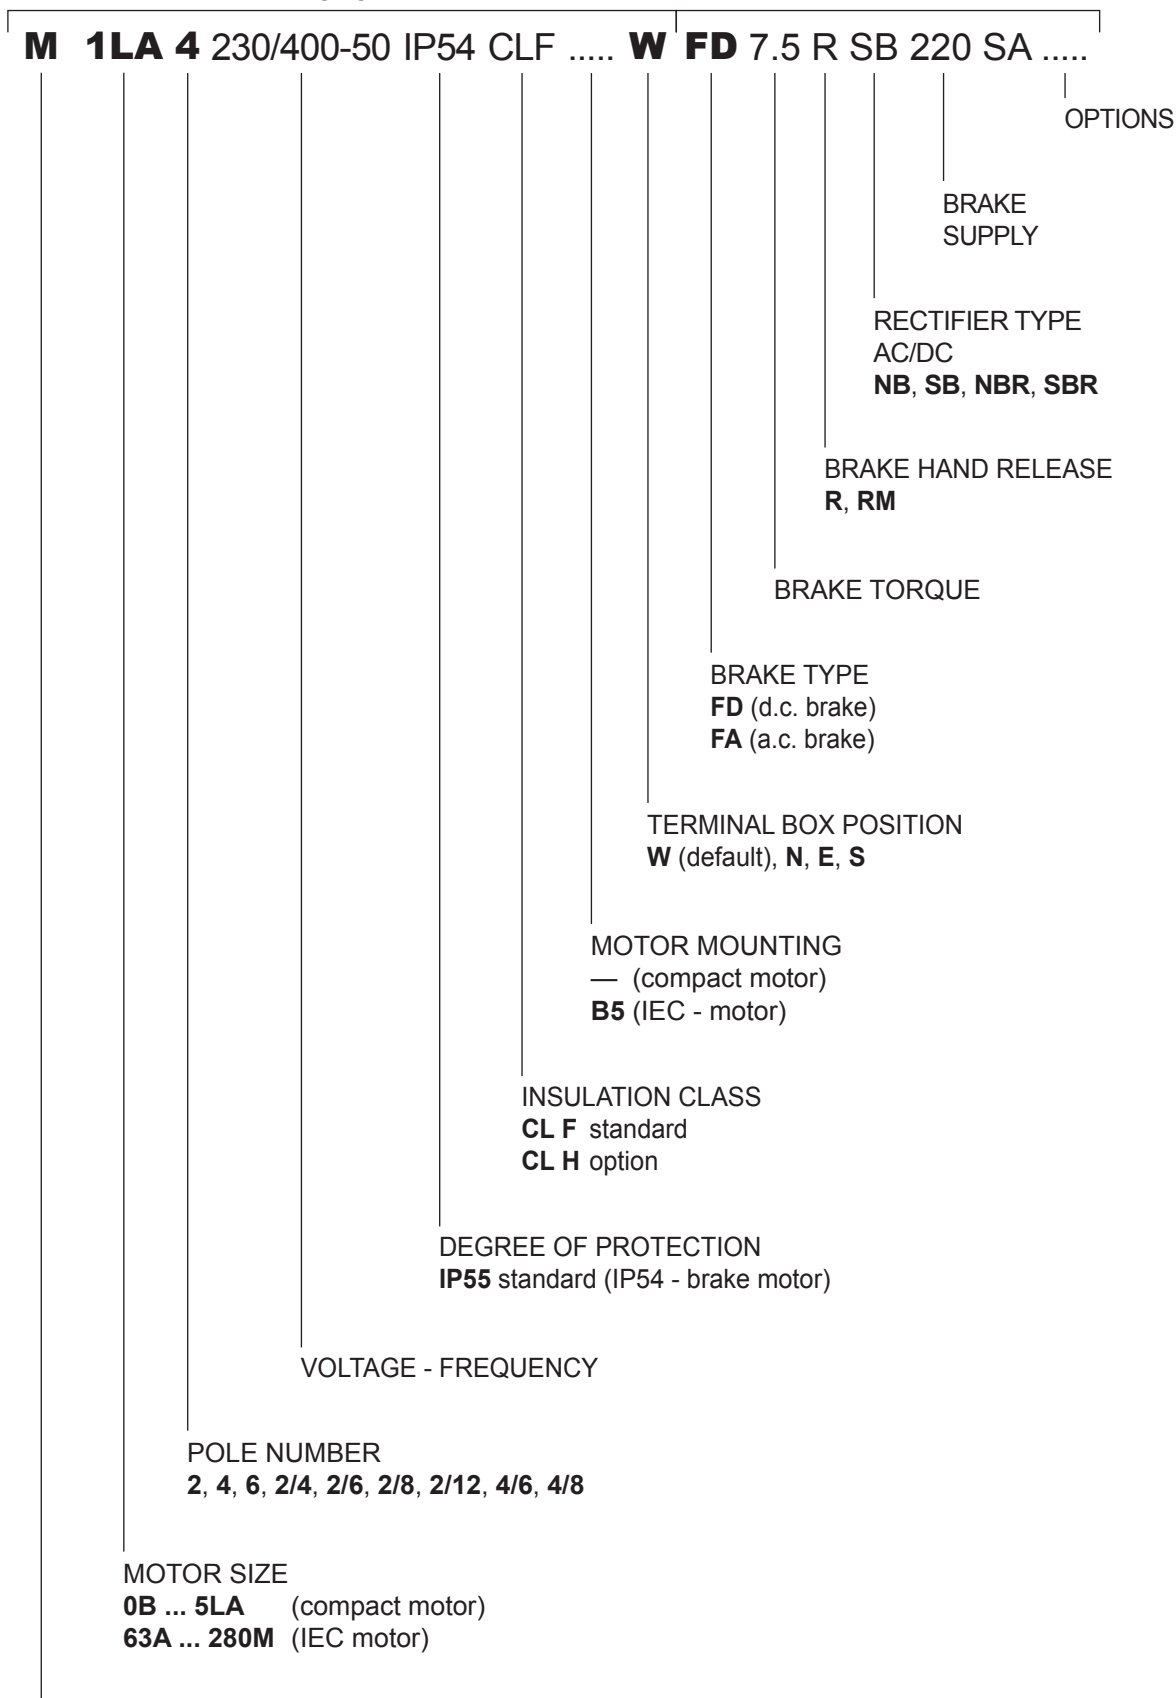 M 1LA 4 230/400-50 IP54 CLF ..... W FD 7.5 R SB 220 SA .....
OPTIONS
BRAKE
SUPPLY
RECTIFIER TYPE
AC/DC
NB, SB, NBR, SBR
BRAKE HAND RELEASE
R, RM
BRAKE TORQUE
BRAKE TYPE
FD (d.c. brake)
FA (a.c. brake)
TERMINAL BOX POSITION
W (default), N, E, S
MOTOR MOUNTING
— (compact motor)
B5 (IEC - motor)
INSULATION CLASS
CL F standard
CL H option
DEGREE OF PROTECTION
IP55 standard (IP54 - brake motor)
VOLTAGE - FREQUENCY
POLE NUMBER
2, 4, 6, 2/4, 2/6, 2/8, 2/12, 4/6, 4/8
MOTOR SIZE
0B ... 5LA (compact motor)
63A ... 280M (IEC motor)